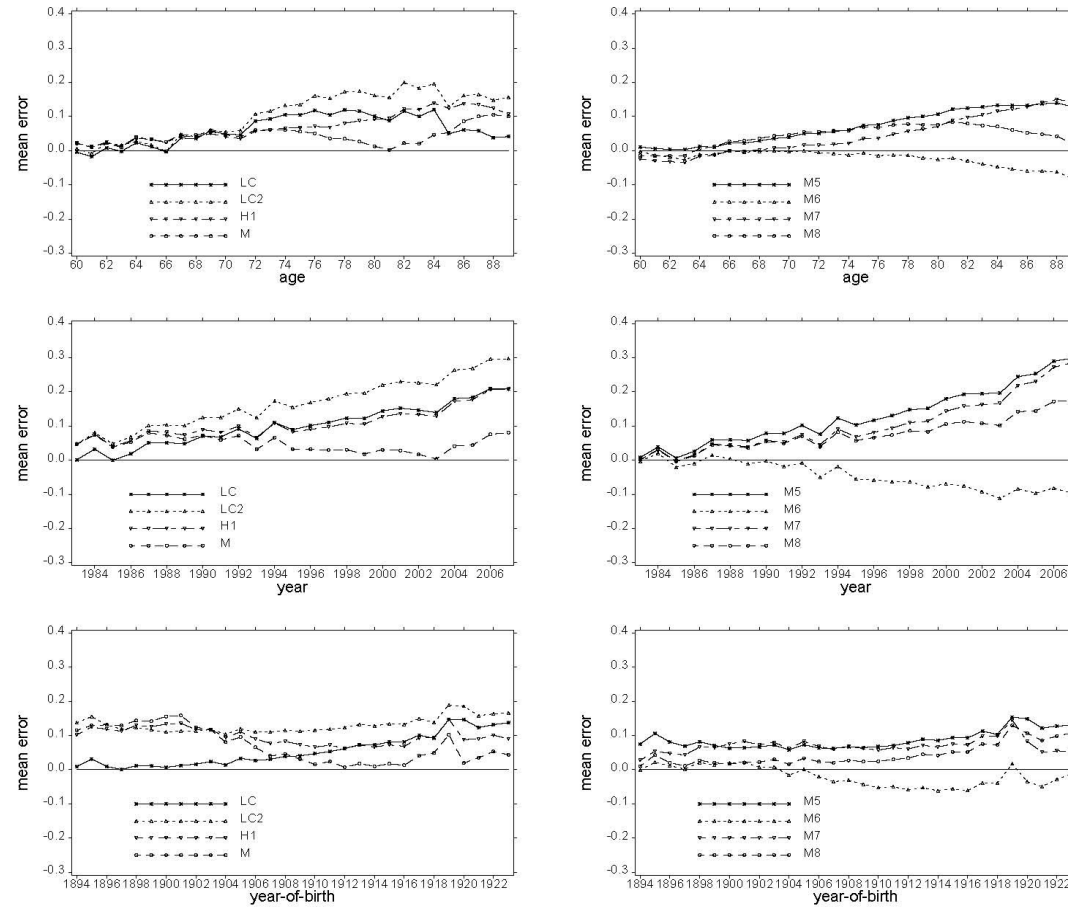 0.4
0.3
0.2
0.1
0.0
-0.1
-0.2
-0.3
mean error
LC
LC2
H1
M
60 62 64 66 68 70 72 74 76 78 80 82 84 86 88
age
0.4
0.3
0.2
0.1
0.0
-0.1
-0.2
-0.3
mean error
M5
M6
M7
M8
60 62 64 66 68 70 72 74 76 78 80 82 84 86 88
age
0.4
0.3
0.2
0.1
0.0
-0.1
-0.2
-0.3
mean error
LC
LC2
H1
M
1984 1986 1988 1990 1992 1994 1996 1998 2000 2002 2004 2006
year
0.4
0.3
0.2
0.1
0.0
-0.1
-0.2
-0.3
mean error
M5
M6
M7
M8
1984 1986 1988 1990 1992 1994 1996 1998 2000 2002 2004 2006
year
0.4
0.3
0.2
0.1
0.0
-0.1
-0.2
-0.3
mean error
LC
LC2
H1
M
1894 1896 1898 1900 1902 1904 1906 1908 1910 1912 1914 1916 1918 1920 1922
year-of-birth
0.4
0.3
0.2
0.1
0.0
-0.1
-0.2
-0.3
mean error
M5
M6
M7
M8
1894 1896 1898 1900 1902 1904 1906 1908 1910 1912 1914 1916 1918 1920 1922
year-of-birth